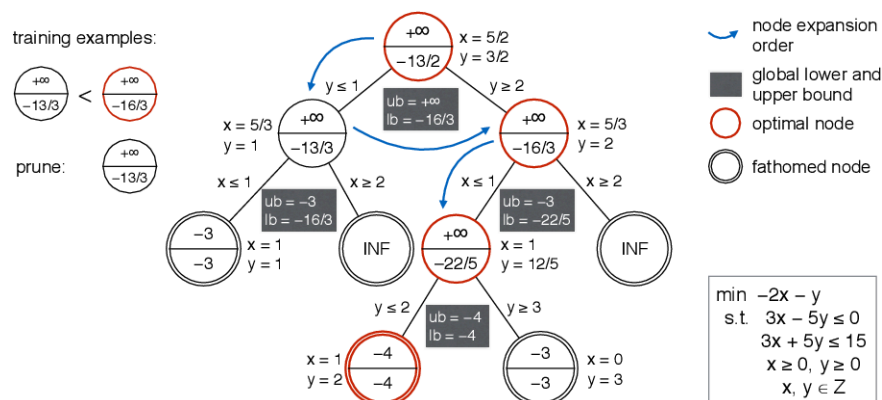 training examples:
+∞
−13/3
<
+∞
−16/3
prune:
+∞
−13/3
+∞
−13/2
x = 5/2
y = 3/2
y ≤ 1
y ≥ 2
ub = +∞
lb = −16/3
x = 5/3
y = 1
+∞
−13/3
+∞
−16/3
x = 5/3
y = 2
x ≤ 1
x ≥ 2
ub = −3
lb = −16/3
x ≤ 1
x ≥ 2
ub = −3
lb = −22/5
−3
−3
x = 1
y = 1
INF
+∞
−22/5
x = 1
y = 12/5
INF
y ≤ 2
y ≥ 3
ub = −4
lb = −4
x = 1
y = 2
−4
−4
−3
−3
x = 0
y = 3
node expansion
order
global lower and
upper bound
optimal node
fathomed node
min −2x − y
s.t. 3x − 5y ≤ 0
3x + 5y ≤ 15
x ≥ 0, y ≥ 0
x, y ∈ Z